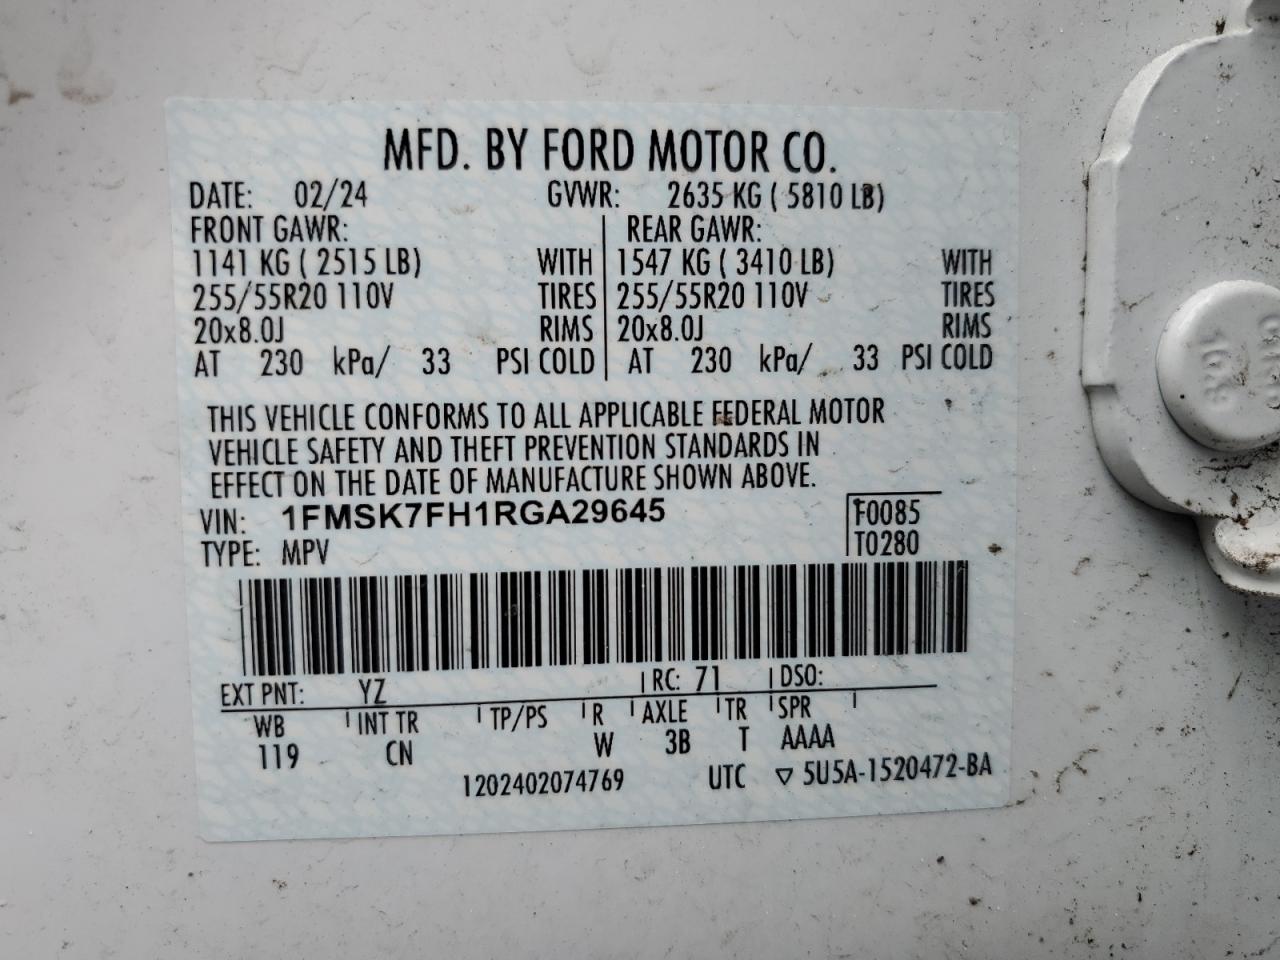 MFD. BY FORD MOTOR CO.
DATE: 02/24 GVWR: 2635 KG ( 5810 LB)
FRONT GAWR: REAR GAWR:
1141 KG ( 2515 LB) WITH 1547 KG ( 3410 LB) WITH
255/55R20 110V TIRES 255/55R20 110V TIRES
20x8.0J RIMS 20x8.0J RIMS
AT 230 kPa/ 33 PSI COLD AT 230 kPa/ 33 PSI COLD
THIS VEHICLE CONFORMS TO ALL APPLICABLE FEDERAL MOTOR
VEHICLE SAFETY AND THEFT PREVENTION STANDARDS IN
EFFECT ON THE DATE OF MANUFACTURE SHOWN ABOVE.
VIN: 1FMSK7FH1RGA29645 F0085
TYPE: MPV T0280
EXT PNT: YZ RC: 71 DSO:
WB INT TR TP/PS R AXLE TR SPR
119 CN W 3B T AAAA
1202402074769 UTC ▽ 5U5A-1520472-BA